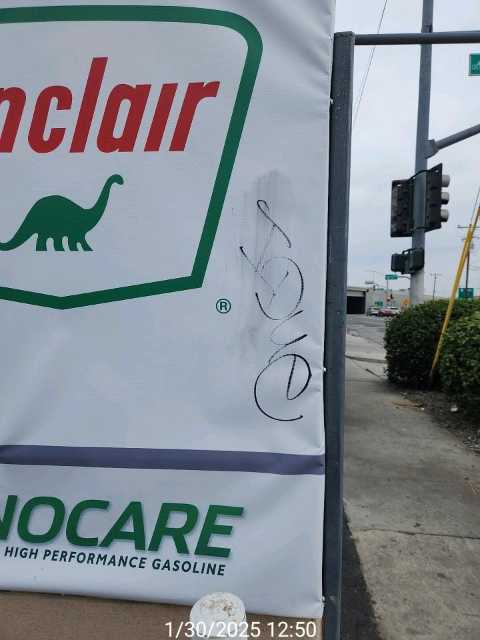 nclair
®
NOCARE
HIGH PERFORMANCE GASOLINE
1/30/2025 12:50